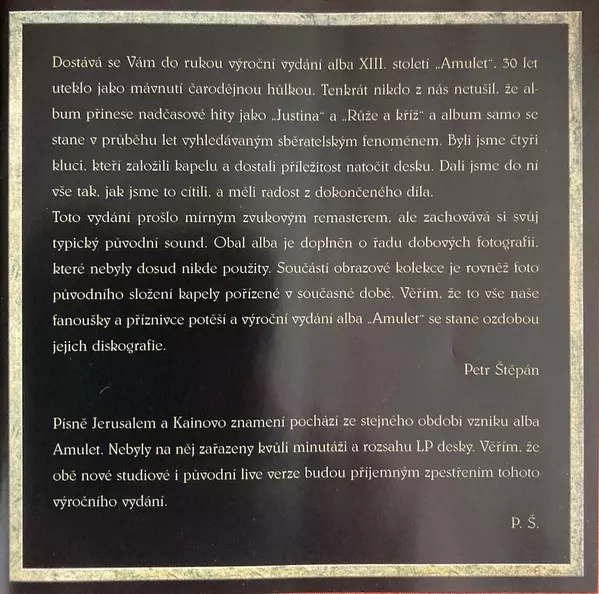 Dostává se Vám do rukou výroční vydání alba XIII. století „Amulet“. 30 let
uteklo jako mávnutí čarodějnou hůlkou. Tenkrát nikdo z nás netušil, že al-
bum přinese nadčasové hity jako „Justina“ a „Růže a kříž“ a album samo se
stane v průběhu let vyhledávaným sběratelským fenoménem. Byli jsme čtyři
kluci, kteří založili kapelu a dostali příležitost natočit desku. Dali jsme do ní
vše tak, jak jsme to cítili, a měli radost z dokončeného díla.
Toto vydání prošlo mírným zvukovým remasterem, ale zachovává si svůj
typický původní sound. Obal alba je doplněn o řadu dobových fotografií,
které nebyly dosud nikde použity. Součástí obrazové kolekce je rovněž foto
původního složení kapely pořízené v současné době. Věřím, že to vše naše
fanoušky a příznivce potěší a výroční vydání alba „Amulet“ se stane ozdobou
jejich diskografie.
Petr Štěpán
Písně Jerusalem a Kainovo znamení pochází ze stejného období vzniku alba
Amulet. Nebyly na něj zařazeny kvůli minutáži a rozsahu LP desky. Věřím, že
obě nové studiové i původní live verze budou příjemným zpestřením tohoto
výročního vydání.
P. Š.